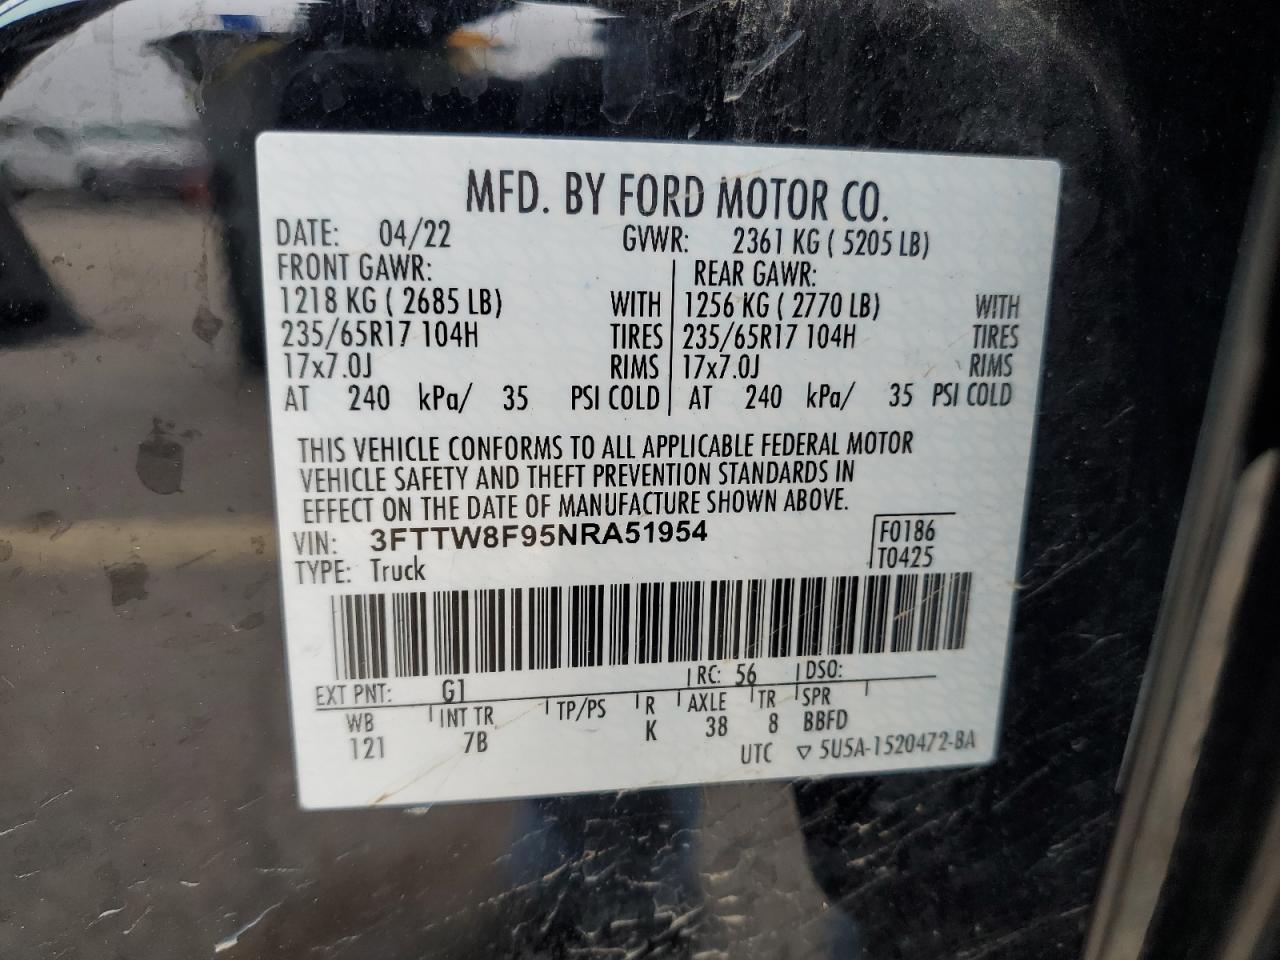 MFD. BY FORD MOTOR CO.
DATE: 04/22 GVWR: 2361 KG ( 5205 LB)
FRONT GAWR: REAR GAWR:
1218 KG ( 2685 LB) WITH 1256 KG ( 2770 LB) WITH
235/65R17 104H TIRES 235/65R17 104H TIRES
17x7.0J RIMS 17x7.0J RIMS
AT 240 kPa/ 35 PSI COLD AT 240 kPa/ 35 PSI COLD
THIS VEHICLE CONFORMS TO ALL APPLICABLE FEDERAL MOTOR
VEHICLE SAFETY AND THEFT PREVENTION STANDARDS IN
EFFECT ON THE DATE OF MANUFACTURE SHOWN ABOVE.
VIN: 3FTTW8F95NRA51954 F0186
TYPE: Truck T0425
EXT PNT: G1 RC: 56 DSO:
WB INT TR TP/PS R AXLE TR SPR
121 7B K 38 8 BBFD
UTC ▽ 5U5A-1520472-BA